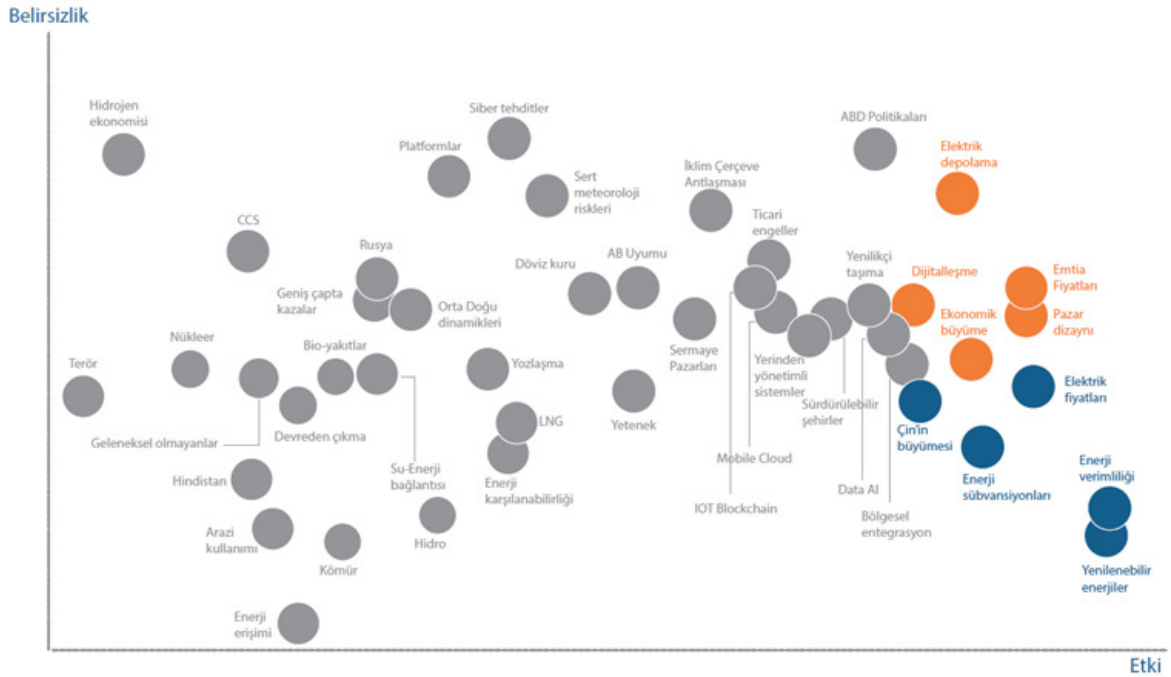 Belirsizlik
Hidrojen
ekonomisi
Siber tehditler
Platformlar
Sert
meteoroloji
riskleri
ABD Politikaları
Elektrik
depolama
İklim Çerçeve
Antlaşması
CCS
Rusya
Geniş çapta
kazalar
Orta Doğu
dinamikleri
Döviz kuru
AB Uyumu
Ticari
engeller
Yenilikçi
taşıma
Dijitalleşme
Emtia
Fiyatları
Ekonomik
büyüme
Pazar
dizaynı
Terör
Nükleer
Bio-yakıtlar
Yozlaşma
Sermaye
Pazarları
Yerinden
yönetimli
sistemler
Sürdürülebilir
şehirler
Elektrik
fiyatları
Geleneksel olmayanlar
Devreden çıkma
LNG
Yetenek
Çin'in
büyümesi
Mobile Cloud
Hindistan
Su-Enerji
bağlantısı
Enerji
karşılanabilirliği
IOT Blockchain
Data AI
Bölgesel
entegrasyon
Enerji
sübvansiyonları
Enerji
verimliliği
Arazi
kullanımı
Kömür
Hidro
Yenilenebilir
enerjiler
Enerji
erişimi
Etki